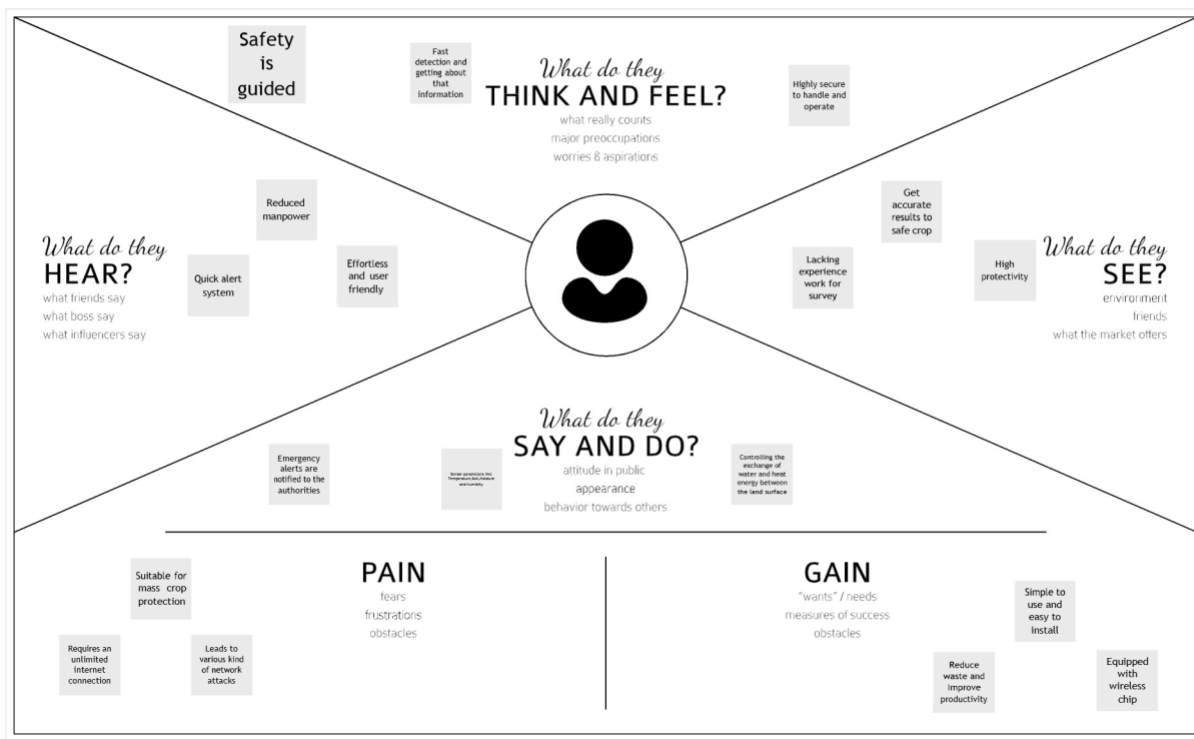 Safety
is
guided
Fast
detection and
getting about
that
information
What do they
THINK AND FEEL?
what really counts
major preoccupations
worries & aspirations
Highly secure
to handle and
operate
What do they
HEAR?
what friends say
what boss say
what influencers say
Reduced
manpower
Quick alert
system
Effortless
and user
friendly
Get
accurate
results to
safe crop
Lacking
experience
work for
survey
High
protectivity
What do they
SEE?
environment
friends
what the market offers
What do they
SAY AND DO?
attitude in public
appearance
behavior towards others
Emergency
alerts are
notified to the
authorities
Temperature
and humidity
Controlling the
exchange of
water and heat
energy between
the land surface
PAIN
fears
frustrations
obstacles
Suitable for
mass crop
protection
Requires an
unlimited
internet
connection
Leads to
various kind
of network
attacks
GAIN
"wants" / needs
measures of success
obstacles
Simple to
use and
easy to
install
Reduce
waste and
improve
productivity
Equipped
with
wireless
chip